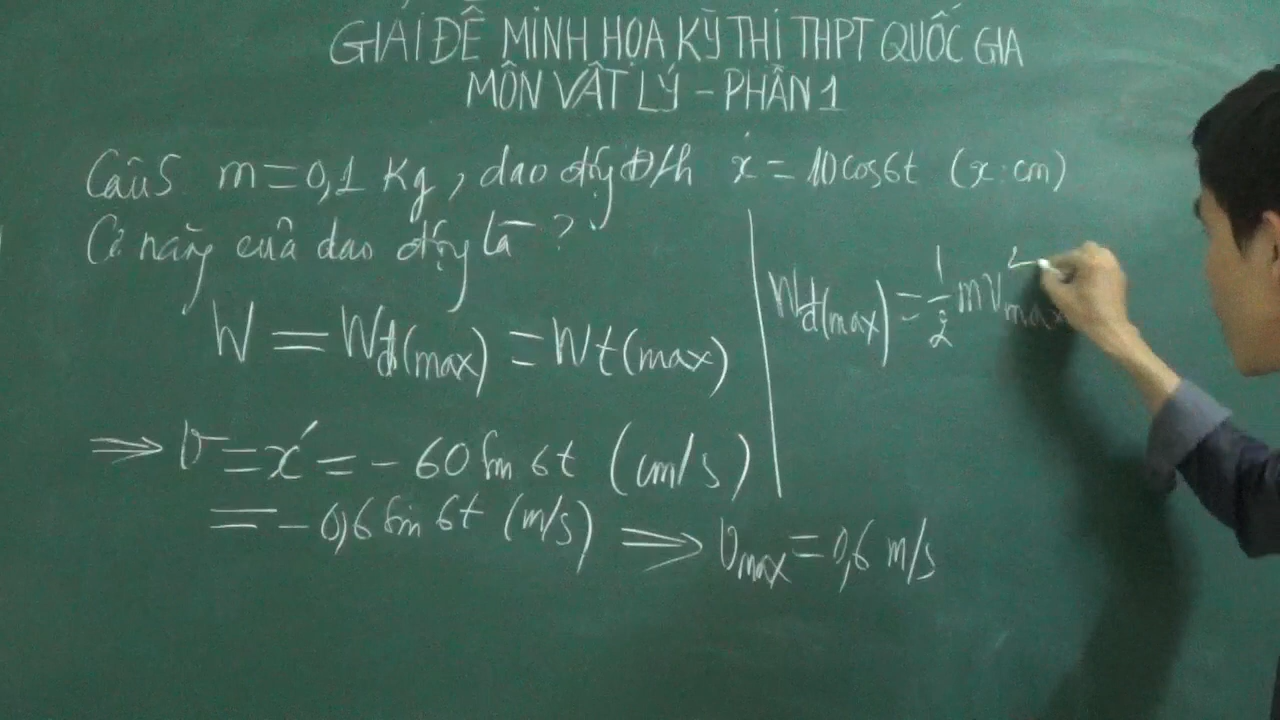 GIẢI ĐỀ MINH HỌA KỲ THI THPT QUỐC GIA
MÔN VẬT LÝ - PHẦN 1
Câu 5 m = 0,1 Kg, dao động Đ/h x = 10cos6t (x: cm)
Cơ năng của dao động là ?
W = Wđ(max) = Wt(max)
⇒ v = x' = - 60 sin 6t (cm/s)
= - 0,6 sin 6t (m/s) ⇒ vmax = 0,6 m/s
Wđ(max) = 1/2 mv²max